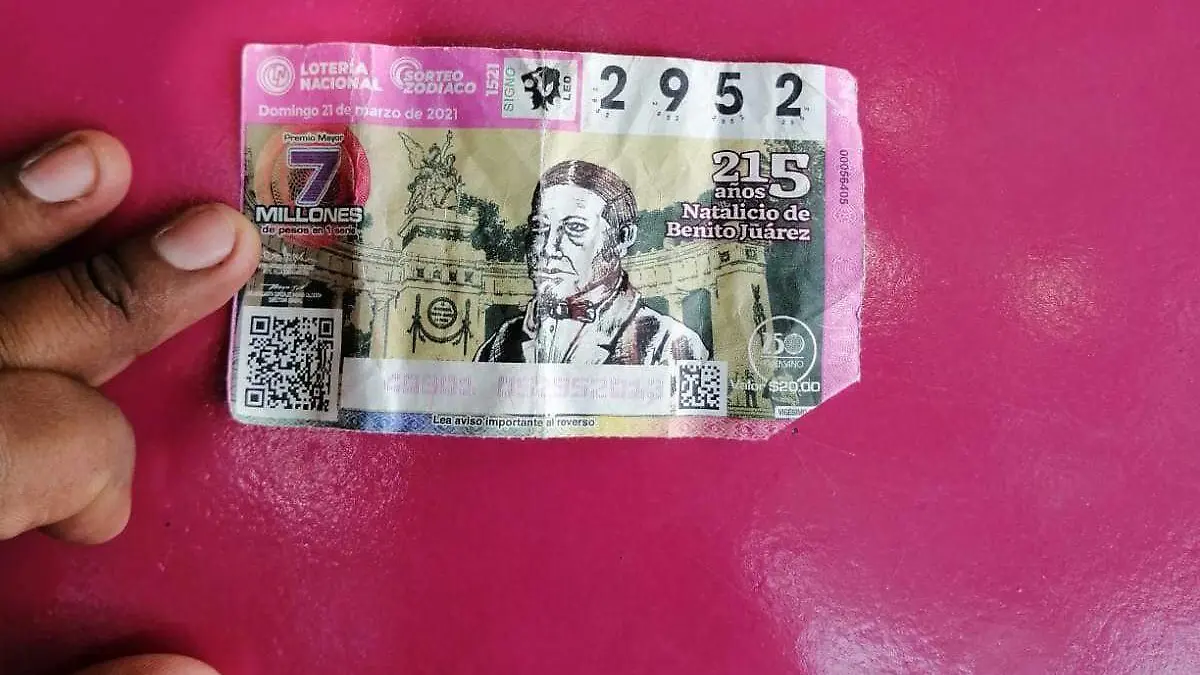 LOTERÍA
NACIONAL
SORTEO
ZODIACO
1521
SIGNO
LEO
2952
Domingo 21 de marzo de 2021
Premio Mayor
7
MILLONES
de pesos en 1 serie
215
años
Natalicio de
Benito Juárez
00056405
150
Valor $20.00
VIGÉSIMO
Lea aviso importante al reverso